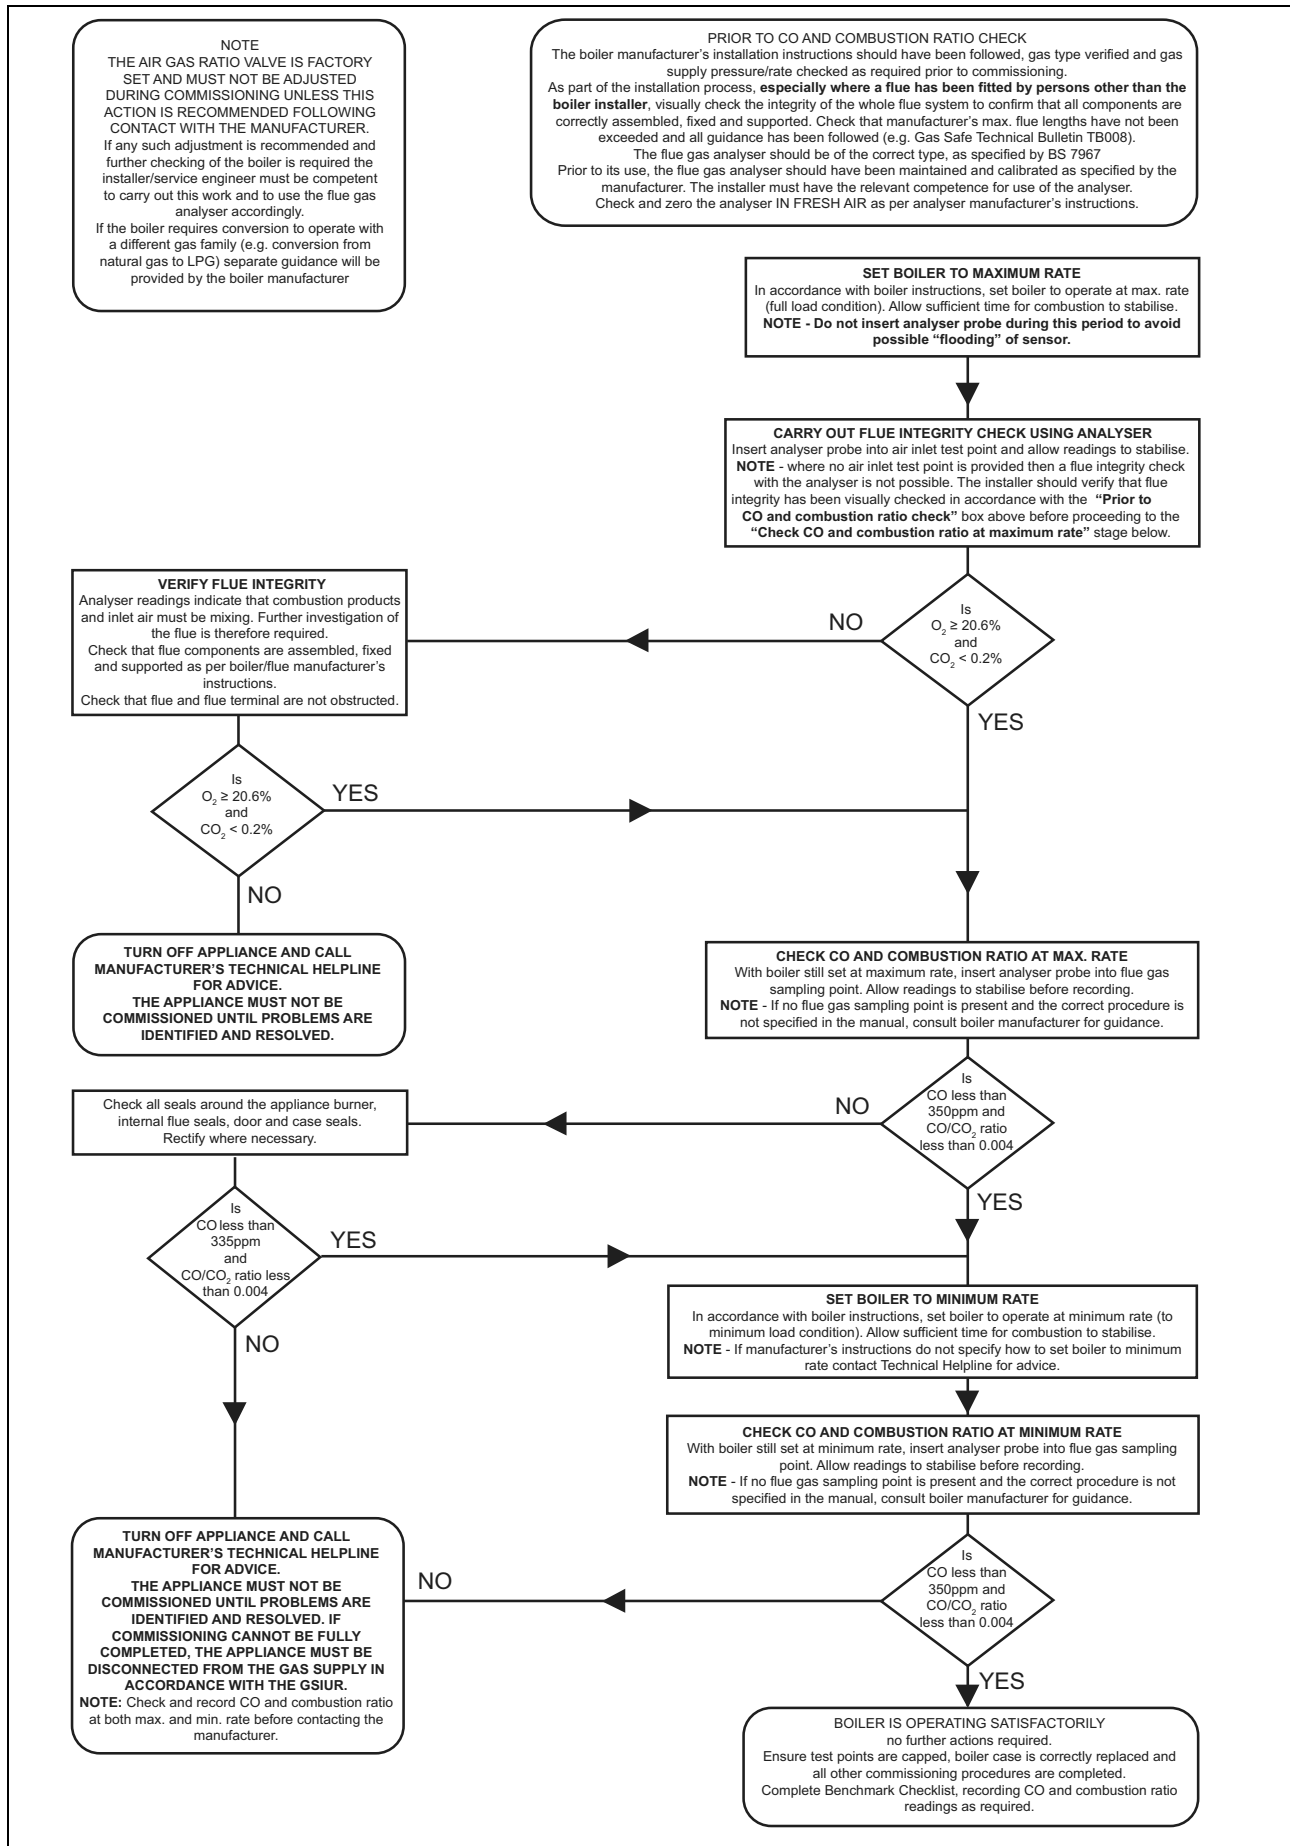 NOTE
THE AIR GAS RATIO VALVE IS FACTORY
SET AND MUST NOT BE ADJUSTED
DURING COMMISSIONING UNLESS THIS
ACTION IS RECOMMENDED FOLLOWING
CONTACT WITH THE MANUFACTURER.
If any such adjustment is recommended and
further checking of the boiler is required the
installer/service engineer must be competent
to carry out this work and to use the flue gas
analyser accordingly.
If the boiler requires conversion to operate with
a different gas family (e.g. conversion from
natural gas to LPG) separate guidance will be
provided by the boiler manufacturer
PRIOR TO CO AND COMBUSTION RATIO CHECK
The boiler manufacturer's installation instructions should have been followed, gas type verified and gas
supply pressure/rate checked as required prior to commissioning.
As part of the installation process, especially where a flue has been fitted by persons other than the
boiler installer, visually check the integrity of the whole flue system to confirm that all components are
correctly assembled, fixed and supported. Check that manufacturer's max. flue lengths have not been
exceeded and all guidance has been followed (e.g. Gas Safe Technical Bulletin TB008).
The flue gas analyser should be of the correct type, as specified by BS 7967
Prior to its use, the flue gas analyser should have been maintained and calibrated as specified by the
manufacturer. The installer must have the relevant competence for use of the analyser.
Check and zero the analyser IN FRESH AIR as per analyser manufacturer's instructions.
SET BOILER TO MAXIMUM RATE
In accordance with boiler instructions, set boiler to operate at max. rate
(full load condition). Allow sufficient time for combustion to stabilise.
NOTE - Do not insert analyser probe during this period to avoid
possible “flooding” of sensor.
CARRY OUT FLUE INTEGRITY CHECK USING ANALYSER
Insert analyser probe into air inlet test point and allow readings to stabilise.
NOTE - where no air inlet test point is provided then a flue integrity check
with the analyser is not possible. The installer should verify that flue
integrity has been visually checked in accordance with the “Prior to
CO and combustion ratio check” box above before proceeding to the
“Check CO and combustion ratio at maximum rate” stage below.
Is
O₂ ≥ 20.6%
and
CO₂ < 0.2%
NO
YES
VERIFY FLUE INTEGRITY
Analyser readings indicate that combustion products
and inlet air must be mixing. Further investigation of
the flue is therefore required.
Check that flue components are assembled, fixed
and supported as per boiler/flue manufacturer's
instructions.
Check that flue and flue terminal are not obstructed.
Is
O₂ ≥ 20.6%
and
CO₂ < 0.2%
YES
NO
TURN OFF APPLIANCE AND CALL
MANUFACTURER'S TECHNICAL HELPLINE
FOR ADVICE.
THE APPLIANCE MUST NOT BE
COMMISSIONED UNTIL PROBLEMS ARE
IDENTIFIED AND RESOLVED.
CHECK CO AND COMBUSTION RATIO AT MAX. RATE
With boiler still set at maximum rate, insert analyser probe into flue gas
sampling point. Allow readings to stabilise before recording.
NOTE - If no flue gas sampling point is present and the correct procedure is
not specified in the manual, consult boiler manufacturer for guidance.
Is
CO less than
350ppm and
CO/CO₂ ratio
less than 0.004
NO
YES
Check all seals around the appliance burner,
internal flue seals, door and case seals.
Rectify where necessary.
Is
CO less than
335ppm
and
CO/CO₂ ratio less
than 0.004
YES
NO
SET BOILER TO MINIMUM RATE
In accordance with boiler instructions, set boiler to operate at minimum rate (to
minimum load condition). Allow sufficient time for combustion to stabilise.
NOTE - If manufacturer's instructions do not specify how to set boiler to minimum
rate contact Technical Helpline for advice.
CHECK CO AND COMBUSTION RATIO AT MINIMUM RATE
With boiler still set at minimum rate, insert analyser probe into flue gas sampling
point. Allow readings to stabilise before recording.
NOTE - If no flue gas sampling point is present and the correct procedure is not
specified in the manual, consult boiler manufacturer for guidance.
Is
CO less than
350ppm and
CO/CO₂ ratio
less than 0.004
NO
YES
TURN OFF APPLIANCE AND CALL
MANUFACTURER'S TECHNICAL HELPLINE
FOR ADVICE.
THE APPLIANCE MUST NOT BE
COMMISSIONED UNTIL PROBLEMS ARE
IDENTIFIED AND RESOLVED. IF
COMMISSIONING CANNOT BE FULLY
COMPLETED, THE APPLIANCE MUST BE
DISCONNECTED FROM THE GAS SUPPLY IN
ACCORDANCE WITH THE GSIUR.
NOTE: Check and record CO and combustion ratio
at both max. and min. rate before contacting the
manufacturer.
BOILER IS OPERATING SATISFACTORILY
no further actions required.
Ensure test points are capped, boiler case is correctly replaced and
all other commissioning procedures are completed.
Complete Benchmark Checklist, recording CO and combustion ratio
readings as required.